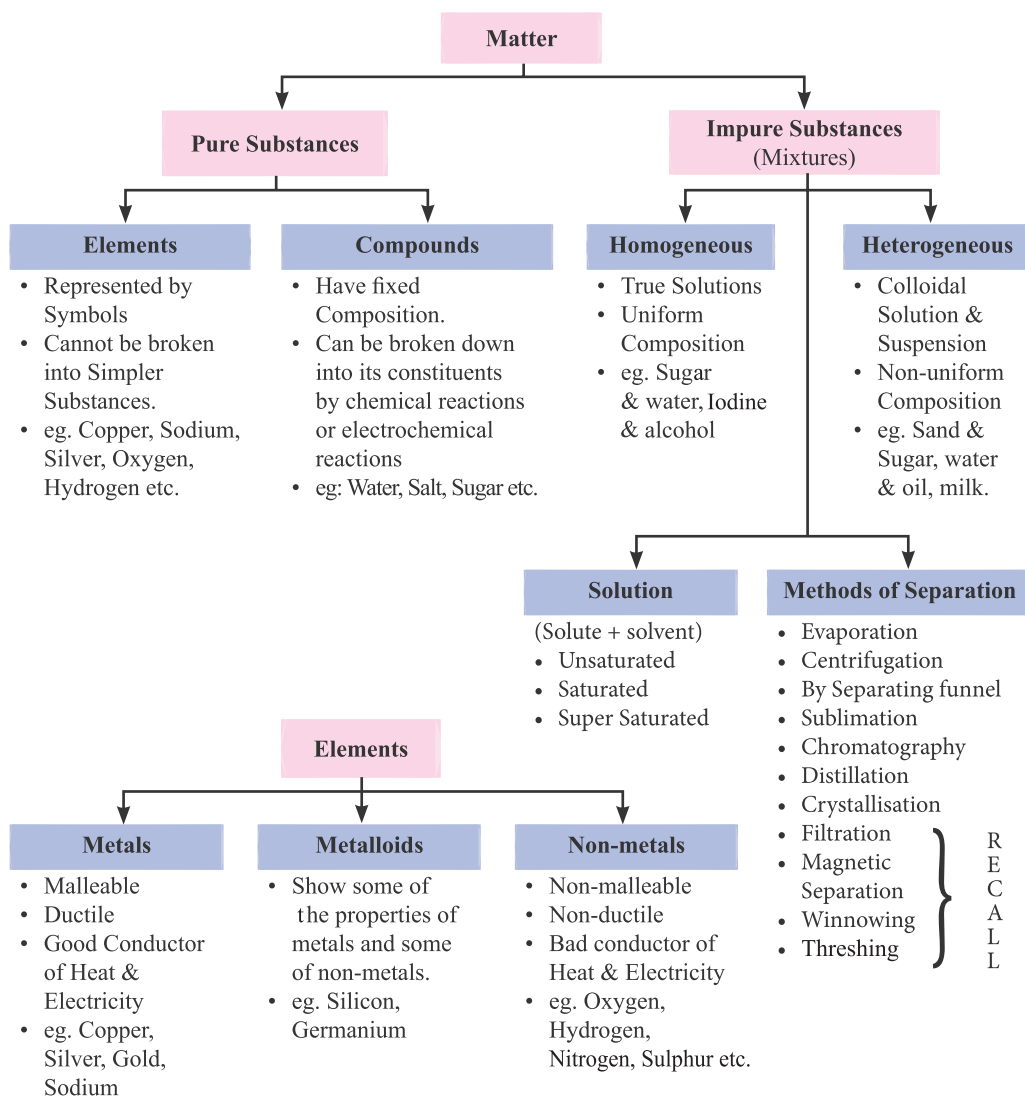 Matter
Pure Substances
Impure Substances
(Mixtures)
Elements
• Represented by
Symbols
• Cannot be broken
into Simpler
Substances.
• eg. Copper, Sodium,
Silver, Oxygen,
Hydrogen etc.
Compounds
• Have fixed
Composition.
• Can be broken down
into its constituents
by chemical reactions
or electrochemical
reactions
• eg: Water, Salt, Sugar etc.
Homogeneous
• True Solutions
• Uniform
Composition
• eg. Sugar
& water, Iodine
& alcohol
Heterogeneous
• Colloidal
Solution &
Suspension
• Non-uniform
Composition
• eg. Sand &
Sugar, water
& oil, milk.
Solution
(Solute + solvent)
• Unsaturated
• Saturated
• Super Saturated
Methods of Separation
• Evaporation
• Centrifugation
• By Separating funnel
• Sublimation
• Chromatography
• Distillation
• Crystallisation
• Filtration
• Magnetic
Separation
• Winnowing
• Threshing
RECALL
Elements
Metals
• Malleable
• Ductile
• Good Conductor
of Heat &
Electricity
• eg. Copper,
Silver, Gold,
Sodium
Metalloids
• Show some of
the properties of
metals and some
of non-metals.
• eg. Silicon,
Germanium
Non-metals
• Non-malleable
• Non-ductile
• Bad conductor of
Heat & Electricity
• eg. Oxygen,
Hydrogen,
Nitrogen, Sulphur etc.